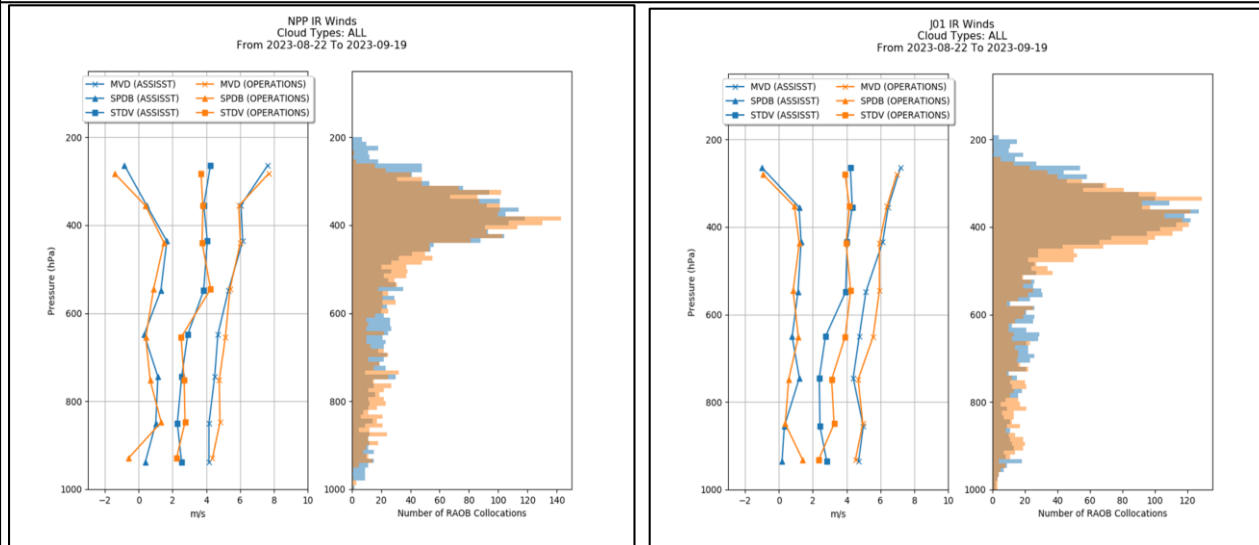 NPP IR Winds
Cloud Types: ALL
From 2023-08-22 To 2023-09-19
MVD (ASSISST) MVD (OPERATIONS)
SPDB (ASSISST) SPDB (OPERATIONS)
STDV (ASSISST) STDV (OPERATIONS)
200
400
600
800
1000
Pressure (hPa)
−2 0 2 4 6 8 10
m/s
200
400
600
800
1000
0 20 40 60 80 100 120 140
Number of RAOB Collocations
J01 IR Winds
Cloud Types: ALL
From 2023-08-22 To 2023-09-19
MVD (ASSISST) MVD (OPERATIONS)
SPDB (ASSISST) SPDB (OPERATIONS)
STDV (ASSISST) STDV (OPERATIONS)
200
400
600
800
1000
Pressure (hPa)
−2 0 2 4 6 8 10
m/s
200
400
600
800
1000
0 20 40 60 80 100 120
Number of RAOB Collocations